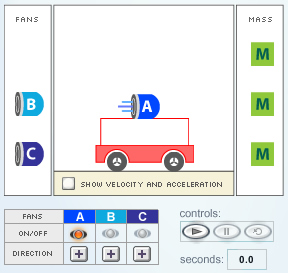 FANS
MASS
M
A
B
M
C
M
SHOW VELOCITY AND ACCELERATION
FANS A B C
ON/OFF
DIRECTION + + +
controls:
seconds: 0.0